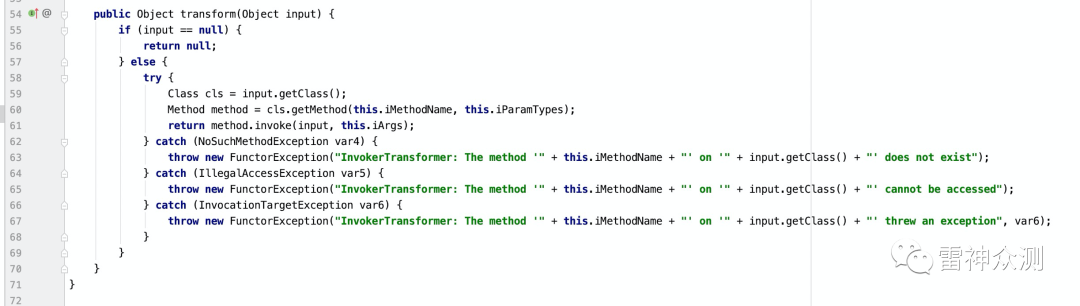 54 @ public Object transform(Object input) {
55 if (input == null) {
56 return null;
57 } else {
58 try {
59 Class cls = input.getClass();
60 Method method = cls.getMethod(this.iMethodName, this.iParamTypes);
61 return method.invoke(input, this.iArgs);
62 } catch (NoSuchMethodException var4) {
63 throw new FunctorException("InvokerTransformer: The method '" + this.iMethodName + "' on '" + input.getClass() + "' does not exist");
64 } catch (IllegalAccessException var5) {
65 throw new FunctorException("InvokerTransformer: The method '" + this.iMethodName + "' on '" + input.getClass() + "' cannot be accessed");
66 } catch (InvocationTargetException var6) {
67 throw new FunctorException("InvokerTransformer: The method '" + this.iMethodName + "' on '" + input.getClass() + "' threw an exception", var6);
68 }
69 }
70 }
71 }
72
雷神众测